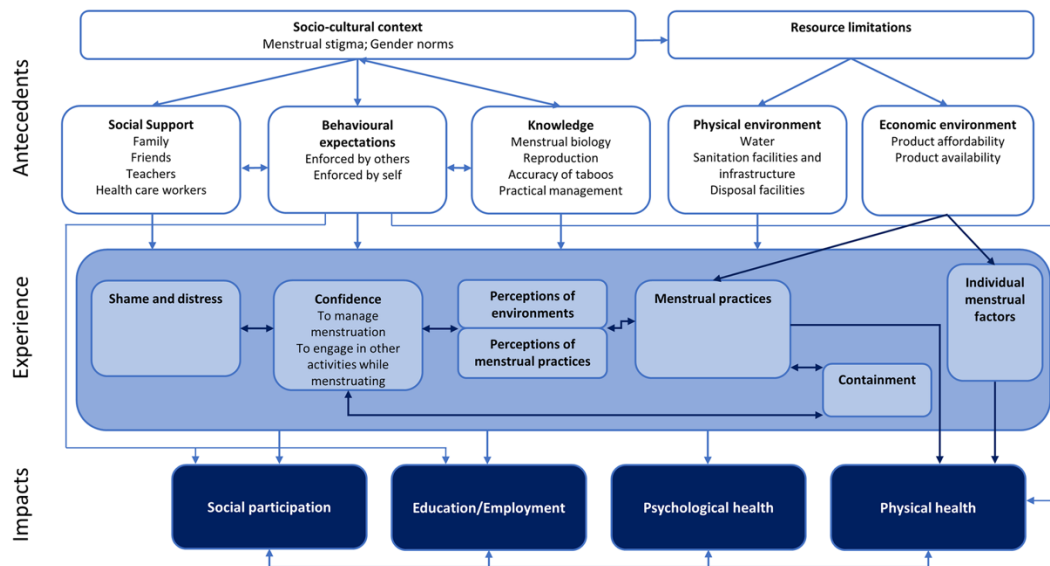 Antecedents
Socio-cultural context
Menstrual stigma; Gender norms
Resource limitations
Social Support
Family
Friends
Teachers
Health care workers
Behavioural
expectations
Enforced by others
Enforced by self
Knowledge
Menstrual biology
Reproduction
Accuracy of taboos
Practical management
Physical environment
Water
Sanitation facilities and
infrastructure
Disposal facilities
Economic environment
Product affordability
Product availability
Experience
Shame and distress
Confidence
To manage
menstruation
To engage in other
activities while
menstruating
Perceptions of
environments
Perceptions of
menstrual practices
Menstrual practices
Containment
Individual
menstrual
factors
Impacts
Social participation
Education/Employment
Psychological health
Physical health